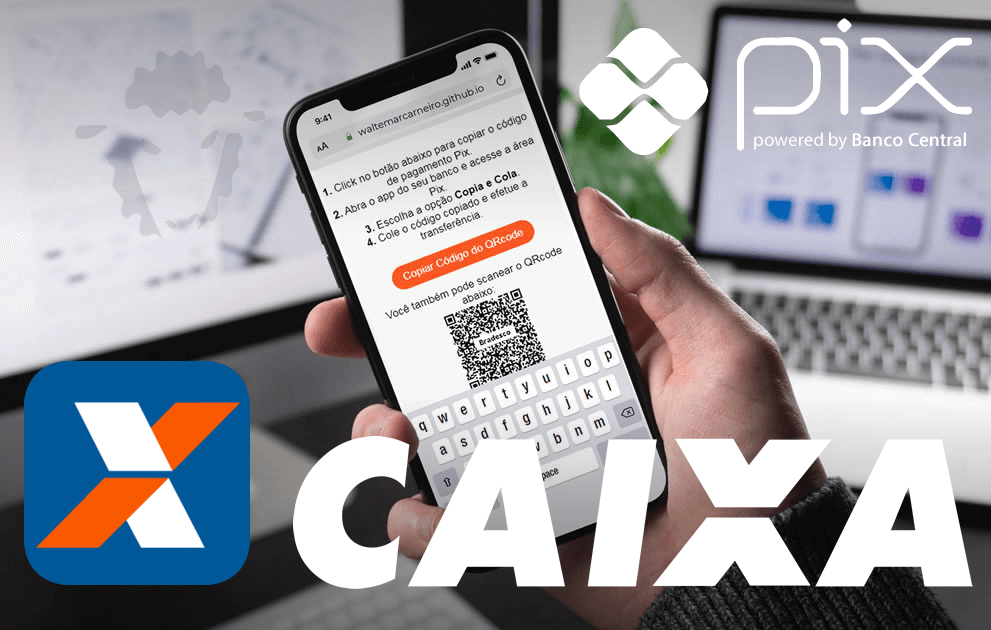 pix
powered by Banco Central
9:41
AA waltemarcarneiro.github.io
1. Click no botão abaixo para copiar o código
de pagamento Pix.
2. Abra o app do seu banco e acesse a área
Pix.
3. Escolha a opção Copia e Cola.
4. Cole o código copiado e efetue a
transferência.
Copiar Código do QRcode
Você também pode scanear o QRcode
abaixo:
Bradesco
q w e r t y u i o p
a s d f g h j k l
v b n m
space
CAIXA